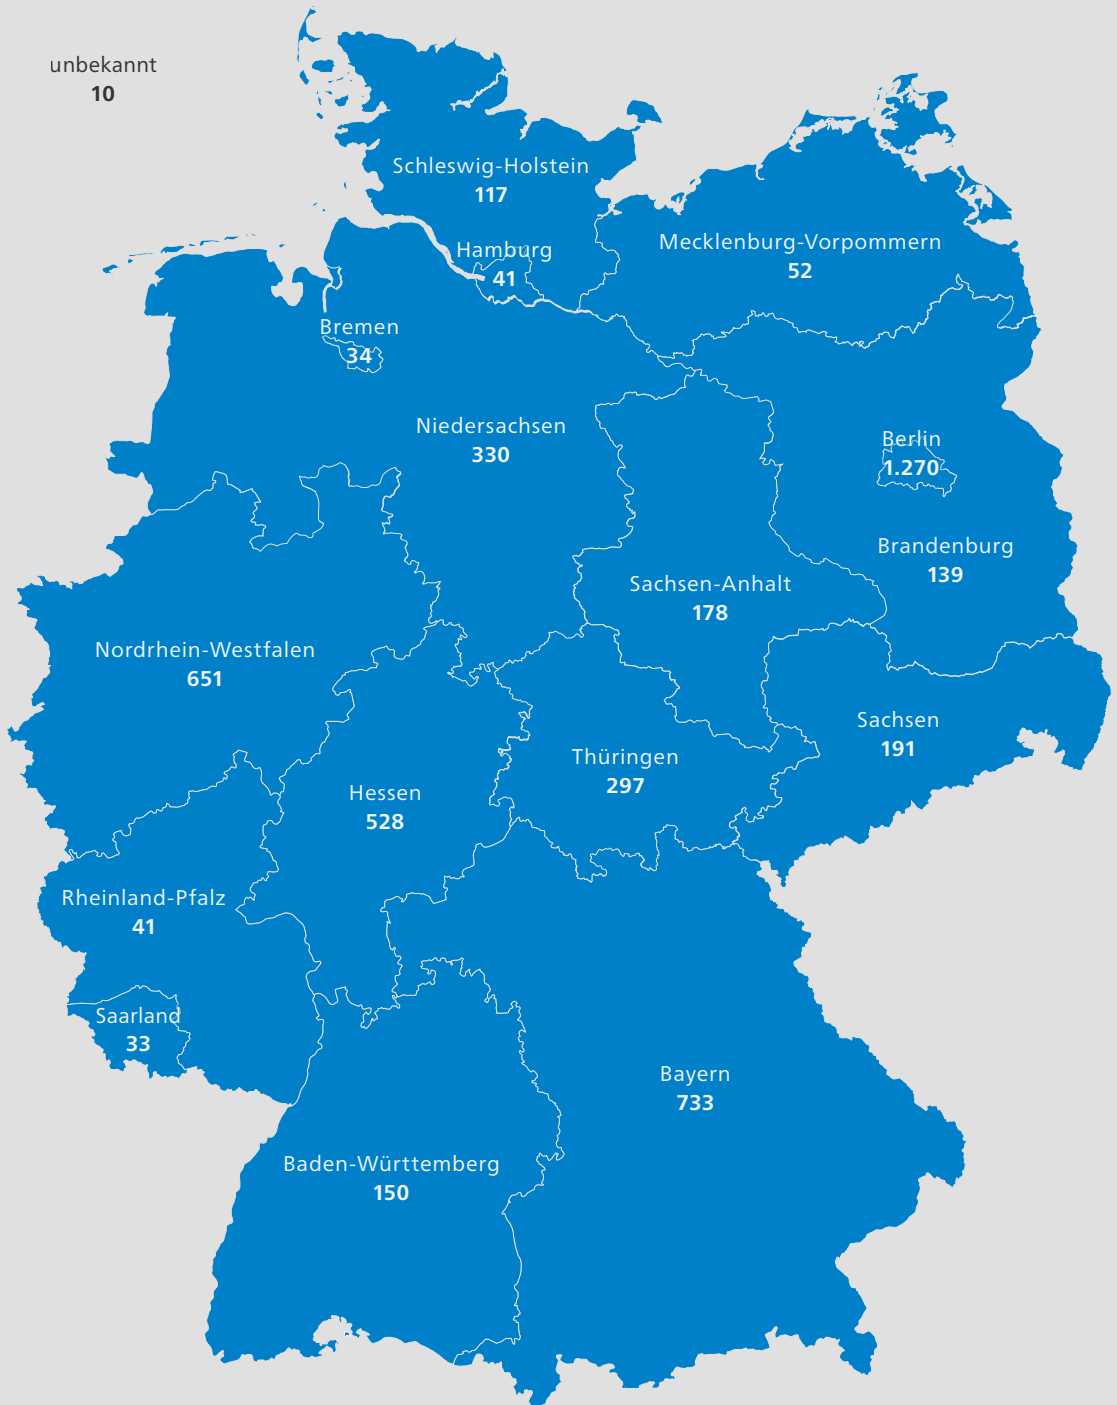 unbekannt
10
Schleswig-Holstein
117
Hamburg
41
Mecklenburg-Vorpommern
52
Bremen
34
Niedersachsen
330
Berlin
1.270
Brandenburg
139
Sachsen-Anhalt
178
Nordrhein-Westfalen
651
Sachsen
191
Thüringen
297
Hessen
528
Rheinland-Pfalz
41
Saarland
33
Bayern
733
Baden-Württemberg
150